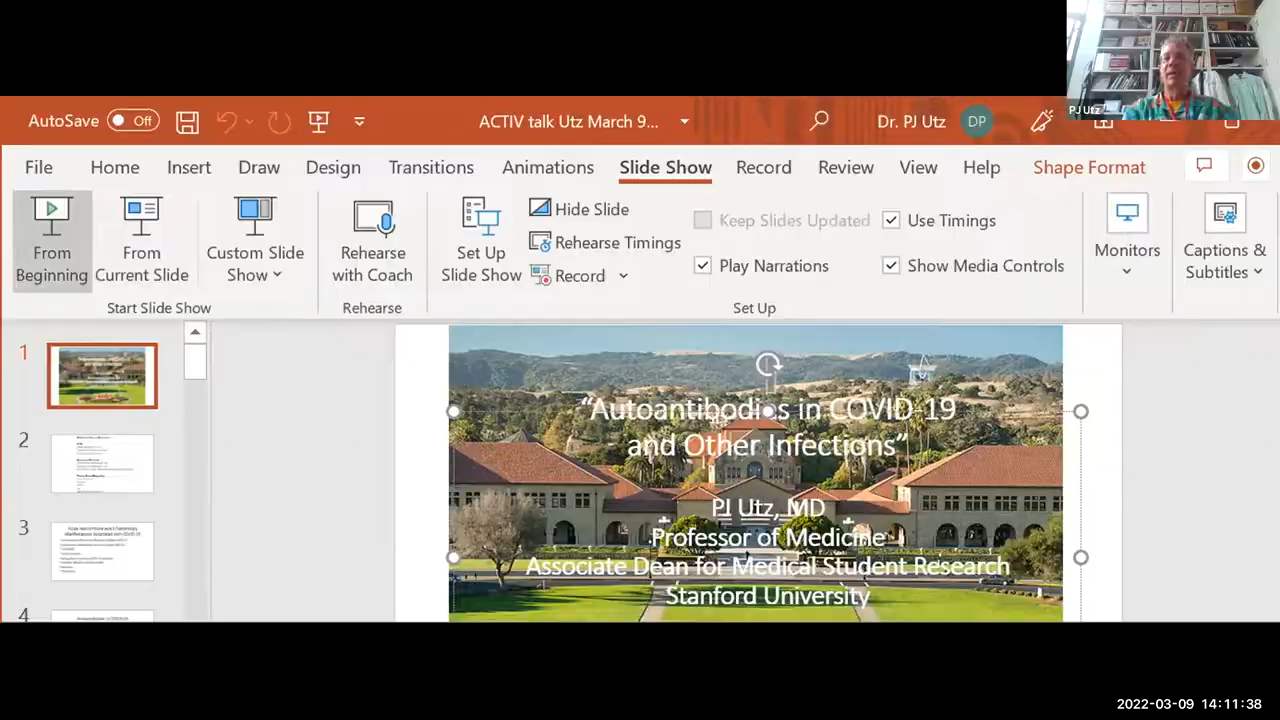 PJ Utz
AutoSave Off
ACTIV talk Utz March 9...
Dr. PJ Utz DP
File Home Insert Draw Design Transitions Animations Slide Show Record Review View Help Shape Format
From Beginning
From Current Slide
Custom Slide Show
Start Slide Show
Rehearse with Coach
Rehearse
Set Up Slide Show
Hide Slide
Rehearse Timings
Record
Keep Slides Updated
Use Timings
Play Narrations
Show Media Controls
Set Up
Monitors
Captions & Subtitles
1
2
3
4
“Autoantibodies in COVID-19
and Other Infections”
PJ Utz, MD
Professor of Medicine
Associate Dean for Medical Student Research
Stanford University
2022-03-09 14:11:38